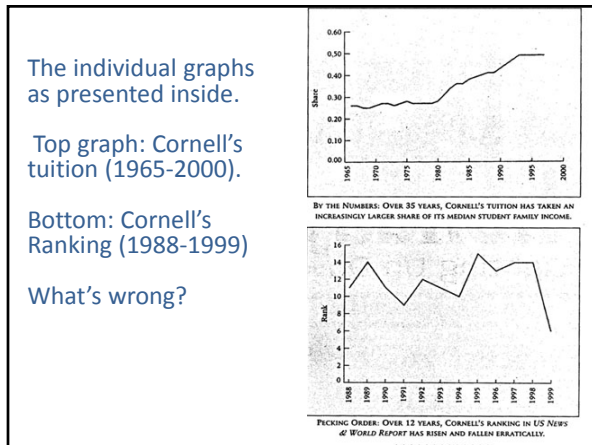 The individual graphs
as presented inside.
Top graph: Cornell's
tuition (1965-2000).
Bottom: Cornell's
Ranking (1988-1999)
What's wrong?
0.60
0.50
0.40
0.30
0.20
0.10
0.00
Share
1965
1970
1975
1980
1985
1990
1995
2000
BY THE NUMBERS: OVER 35 YEARS, CORNELL'S TUITION HAS TAKEN AN
INCREASINGLY LARGER SHARE OF ITS MEDIAN STUDENT FAMILY INCOME.
16
14
12
10
8
6
4
2
0
Rank
1988
1989
1990
1991
1992
1993
1994
1995
1996
1997
1998
1999
PECKING ORDER: OVER 12 YEARS, CORNELL'S RANKING IN US NEWS
& WORLD REPORT HAS RISEN AND FALLEN ERRATICALLY.